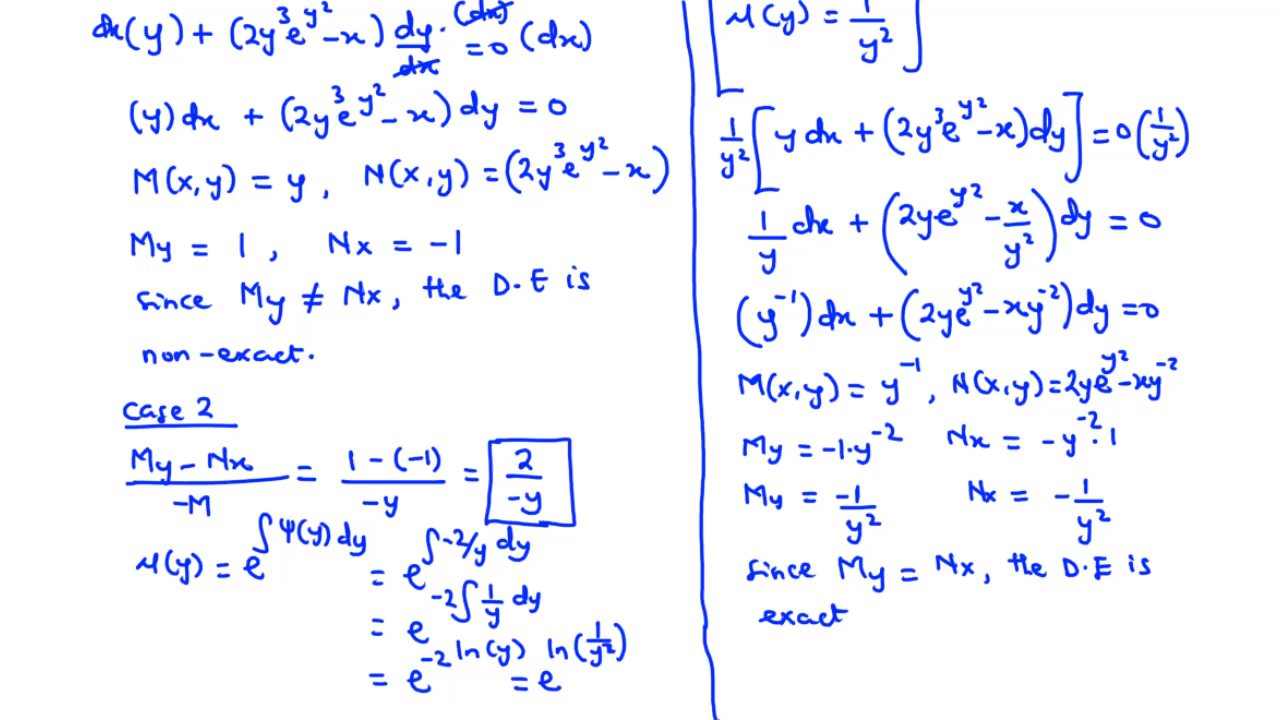 dx(y) + (2y³e^{y²} - x) dy/dx · (dx) = 0 (dx)
(y) dx + (2y³e^{y²} - x) dy = 0
M(x,y) = y, N(x,y) = (2y³e^{y²} - x)
My = 1, Nx = -1
since My ≠ Nx, the D.E is
non-exact.
case 2
(My - Nx)/(-M) = (1 - (-1))/(-y) = 2/(-y)
μ(y) = e^{∫ψ(y) dy} = e^{∫-2/y dy}
= e^{-2∫ 1/y dy}
= e^{-2 ln(y)} = e^{ln(1/y²)}
μ(y) = 1/y²
1/y² [y dx + (2y³e^{y²} - x) dy] = 0 (1/y²)
1/y dx + (2ye^{y²} - x/y²) dy = 0
(y⁻¹) dx + (2ye^{y²} - xy⁻²) dy = 0
M(x,y) = y⁻¹, N(x,y) = 2ye^{y²} - xy⁻²
My = -1·y⁻² Nx = -y⁻²·1
My = -1/y² Nx = -1/y²
since My = Nx, the D.E is
exact